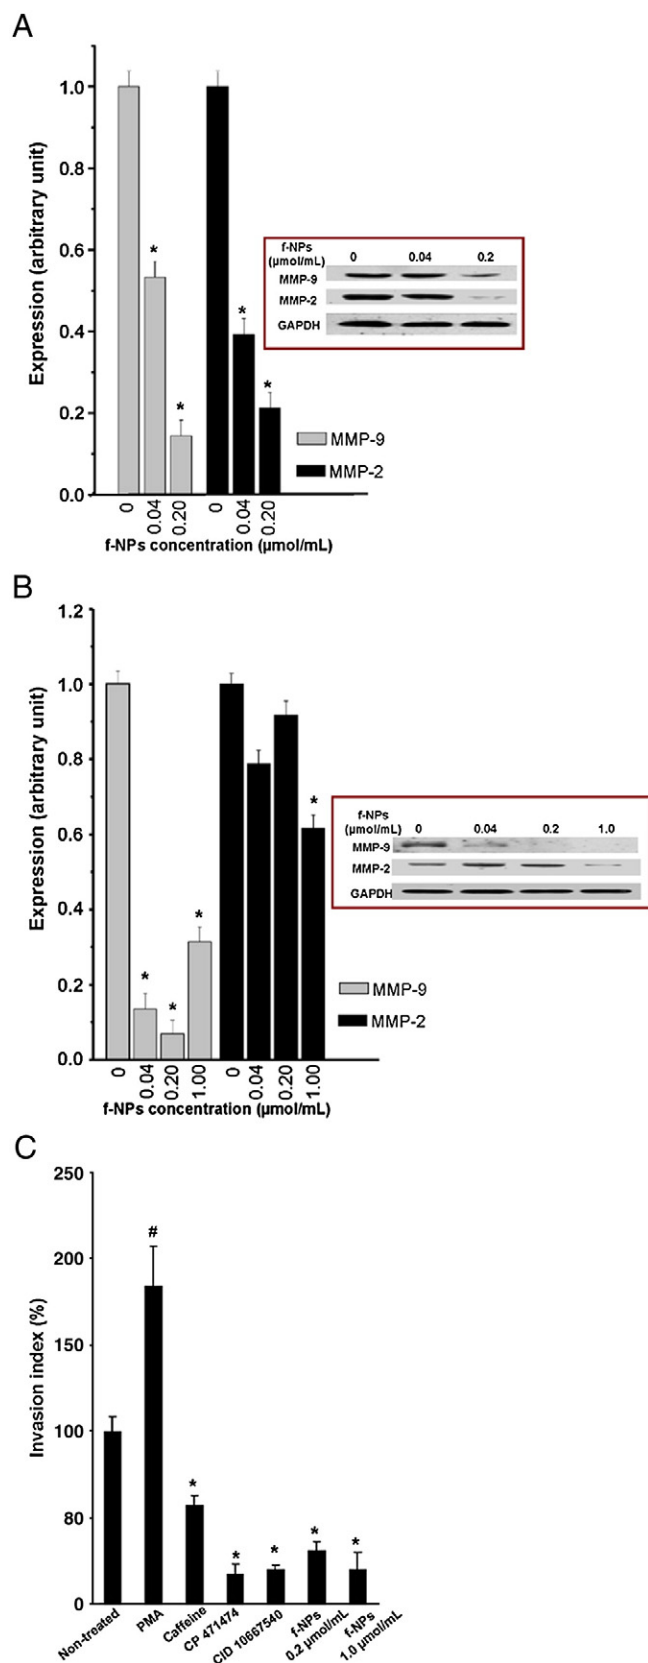 A
Expression (arbitrary unit)
1.0
0.8
0.6
0.4
0.2
0.0
*
*
*
*
f-NPs
(µmol/mL)
0 0.04 0.2
MMP-9
MMP-2
GAPDH
MMP-9
MMP-2
0 0.04 0.20 0 0.04 0.20
f-NPs concentration (µmol/mL)
B
Expression (arbitrary unit)
1.2
1.0
0.8
0.6
0.4
0.2
0.0
*
*
*
*
f-NPs
(µmol/mL)
0 0.04 0.2 1.0
MMP-9
MMP-2
GAPDH
MMP-9
MMP-2
0 0.04 0.20 1.00 0 0.04 0.20 1.00
f-NPs concentration (µmol/mL)
C
Invasion index (%)
250
200
150
100
80
0
#
*
*
*
*
*
Non-treated
PMA
Caffeine
CP 471474
CID 10667540
f-NPs
0.2 µmol/mL
f-NPs
1.0 µmol/mL